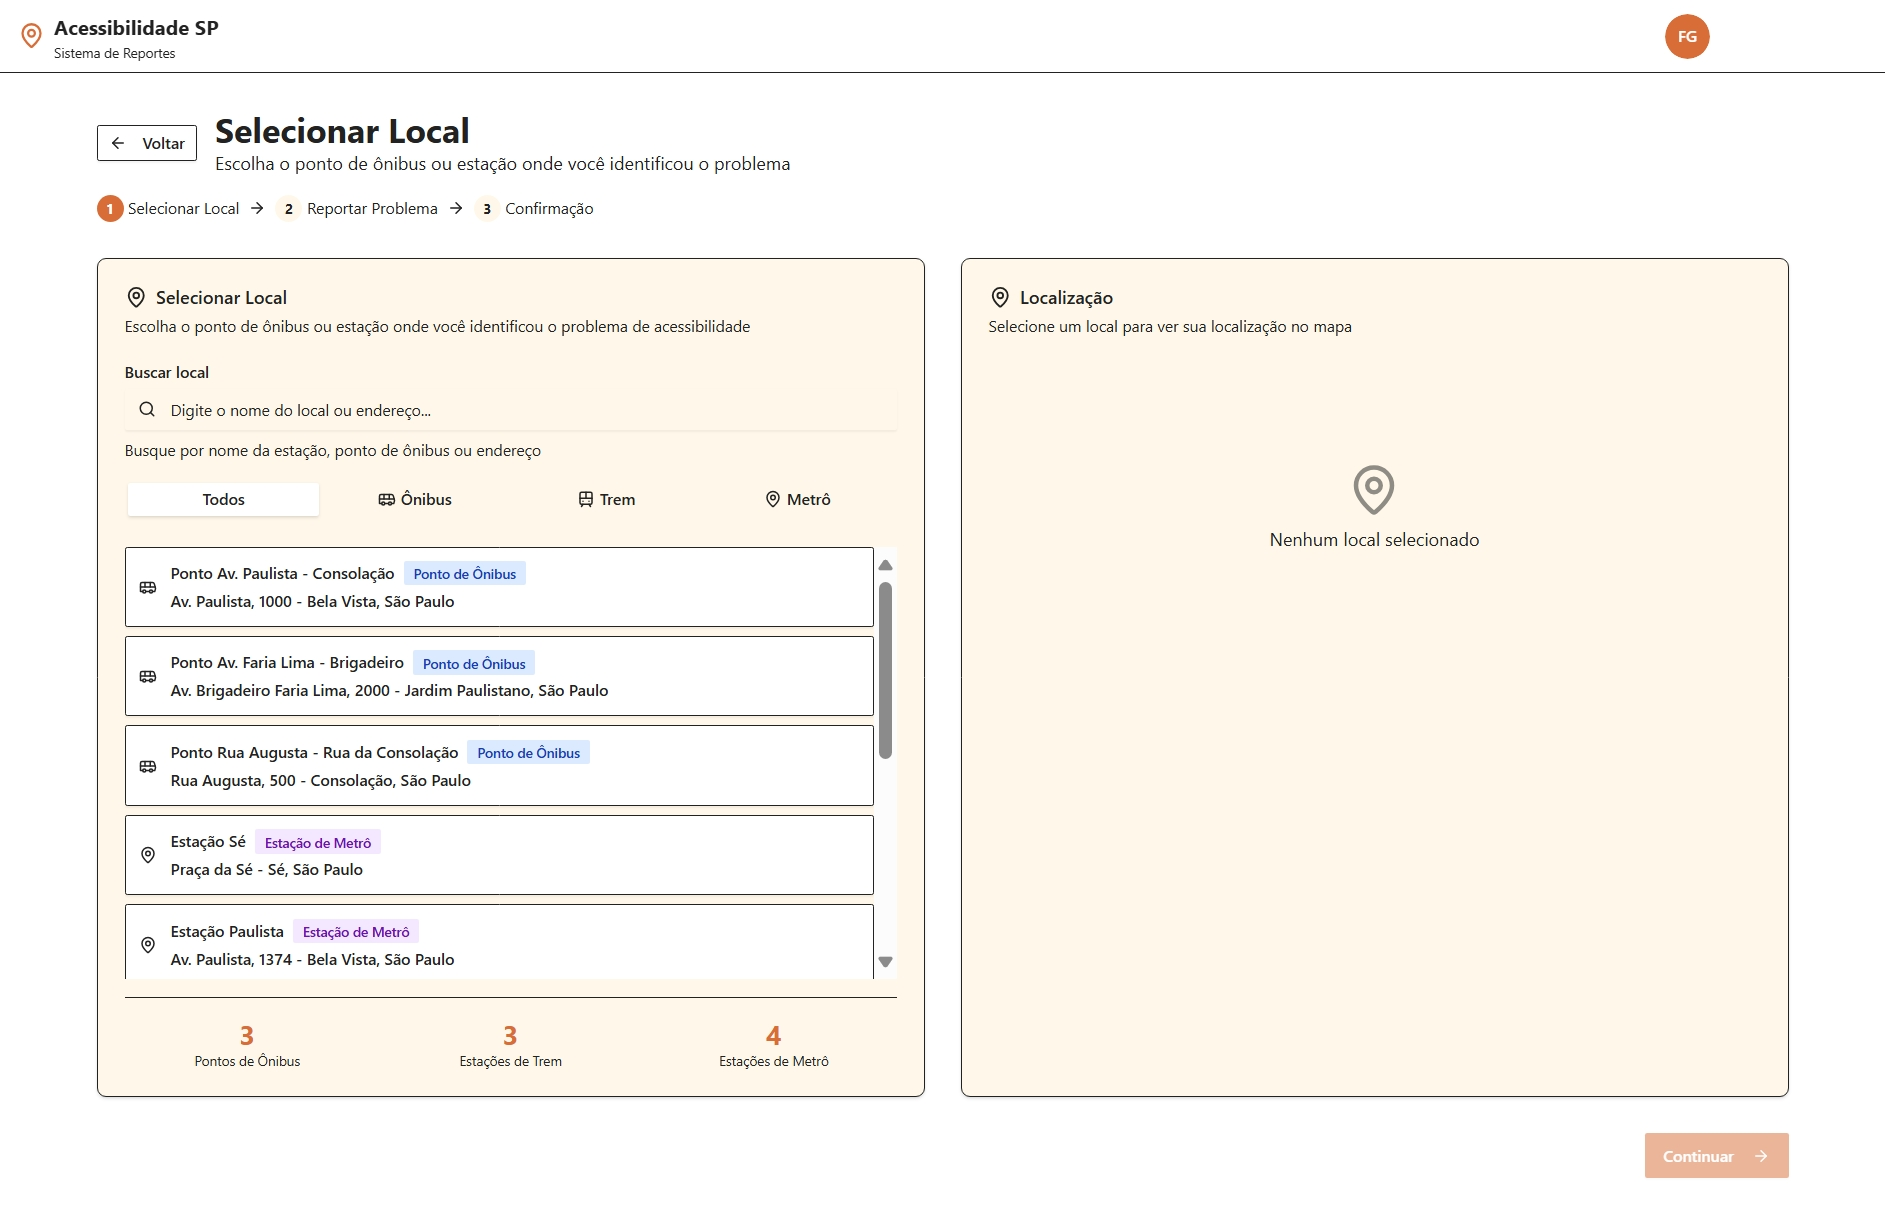 Acessibilidade SP
Sistema de Reportes
FG
Voltar
Selecionar Local
Escolha o ponto de ônibus ou estação onde você identificou o problema
1 Selecionar Local → 2 Reportar Problema → 3 Confirmação
Selecionar Local
Escolha o ponto de ônibus ou estação onde você identificou o problema de acessibilidade
Buscar local
Digite o nome do local ou endereço...
Busque por nome da estação, ponto de ônibus ou endereço
Todos Ônibus Trem Metrô
Ponto Av. Paulista - Consolação Ponto de Ônibus
Av. Paulista, 1000 - Bela Vista, São Paulo
Ponto Av. Faria Lima - Brigadeiro Ponto de Ônibus
Av. Brigadeiro Faria Lima, 2000 - Jardim Paulistano, São Paulo
Ponto Rua Augusta - Rua da Consolação Ponto de Ônibus
Rua Augusta, 500 - Consolação, São Paulo
Estação Sé Estação de Metrô
Praça da Sé - Sé, São Paulo
Estação Paulista Estação de Metrô
Av. Paulista, 1374 - Bela Vista, São Paulo
3 3 4
Pontos de Ônibus Estações de Trem Estações de Metrô
Localização
Selecione um local para ver sua localização no mapa
Nenhum local selecionado
Continuar